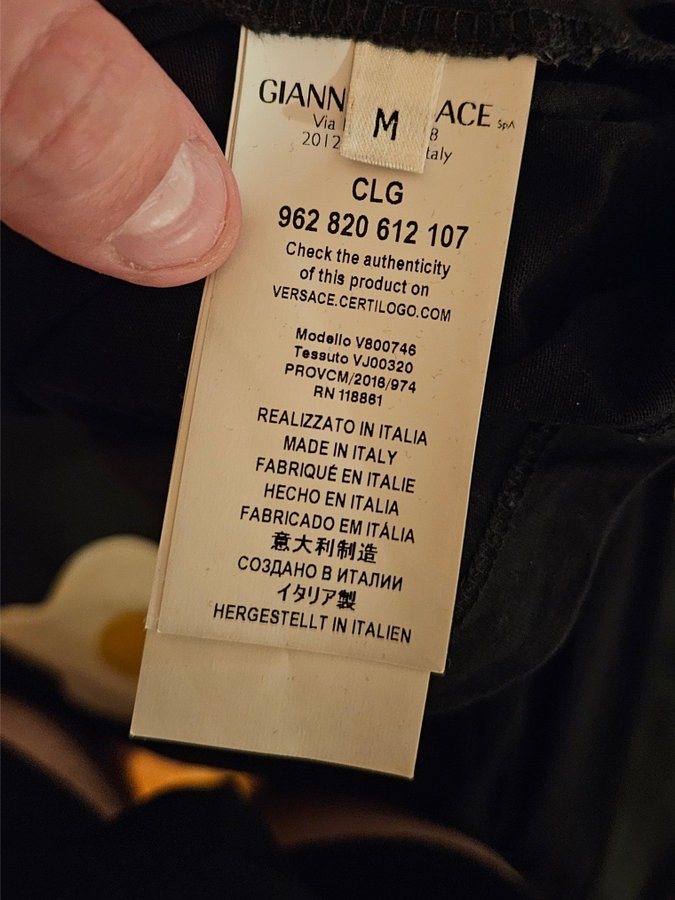 GIANN ACE SpA
Via 8
2012 taly
M
CLG
962 820 612 107
Check the authenticity
of this product on
VERSACE.CERTILOGO.COM
Modello V800746
Tessuto VJ00320
PROVCM/2016/974
RN 118861
REALIZZATO IN ITALIA
MADE IN ITALY
FABRIQUÉ EN ITALIE
HECHO EN ITALIA
FABRICADO EM ITÁLIA
意大利制造
СОЗДАНО В ИТАЛИИ
イタリア製
HERGESTELLT IN ITALIEN